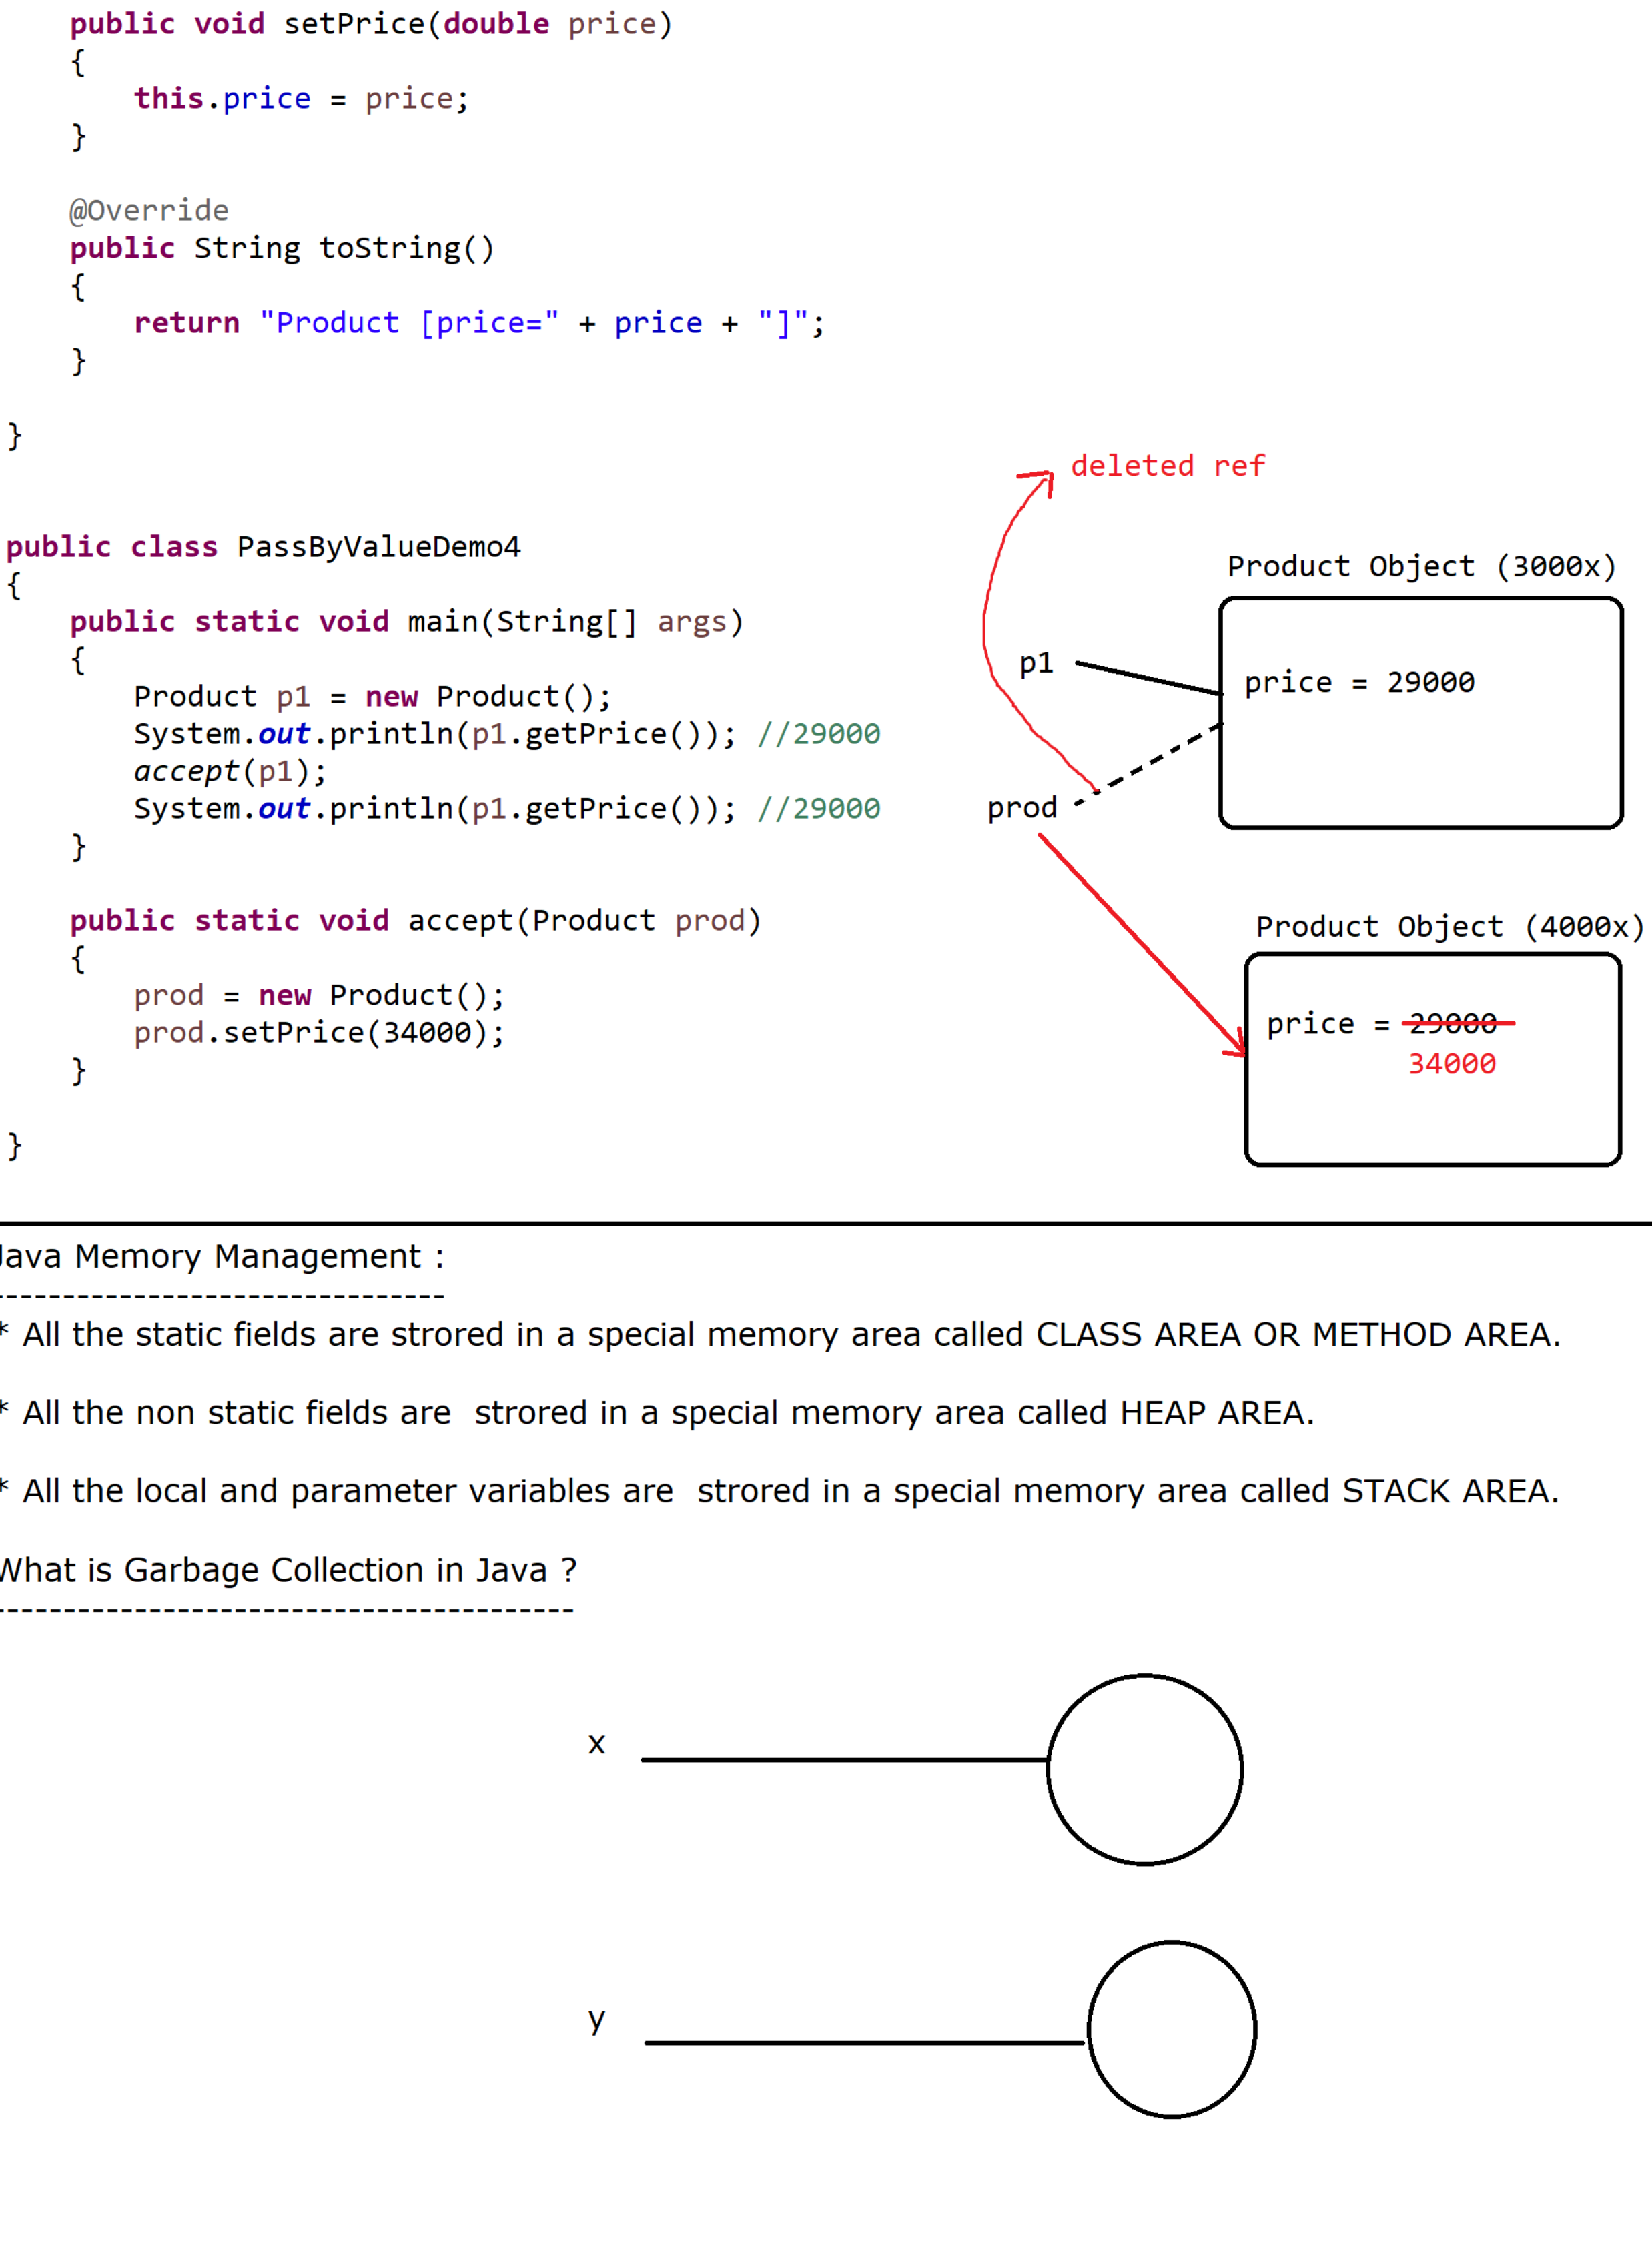 public void setPrice(double price)
{
this.price = price;
}
@Override
public String toString()
{
return "Product [price=" + price + "]";
}
}
deleted ref
public class PassByValueDemo4
{
public static void main(String[] args)
{
Product p1 = new Product();
System.out.println(p1.getPrice()); //29000
accept(p1);
System.out.println(p1.getPrice()); //29000
}
public static void accept(Product prod)
{
prod = new Product();
prod.setPrice(34000);
}
}
Product Object (3000x)
p1
price = 29000
prod
Product Object (4000x)
price = 29000
34000
Java Memory Management :
---------------------------------
* All the static fields are strored in a special memory area called CLASS AREA OR METHOD AREA.
* All the non static fields are  strored in a special memory area called HEAP AREA.
* All the local and parameter variables are  strored in a special memory area called STACK AREA.
What is Garbage Collection in Java ?
-------------------------------------------
x
y